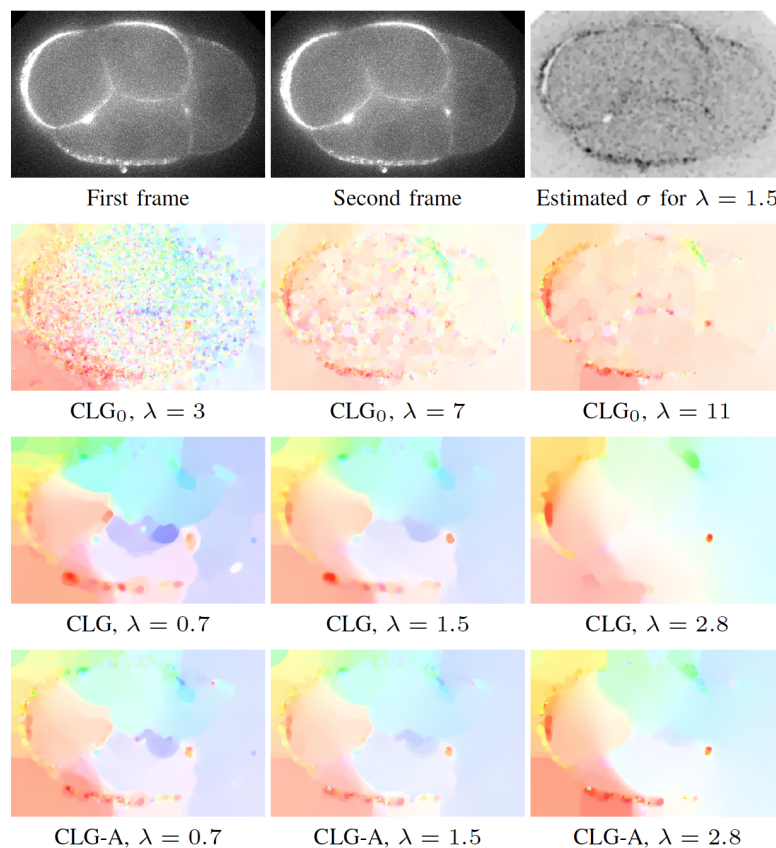 First frame
Second frame
Estimated σ for λ = 1.5
CLG₀, λ = 3
CLG₀, λ = 7
CLG₀, λ = 11
CLG, λ = 0.7
CLG, λ = 1.5
CLG, λ = 2.8
CLG-A, λ = 0.7
CLG-A, λ = 1.5
CLG-A, λ = 2.8